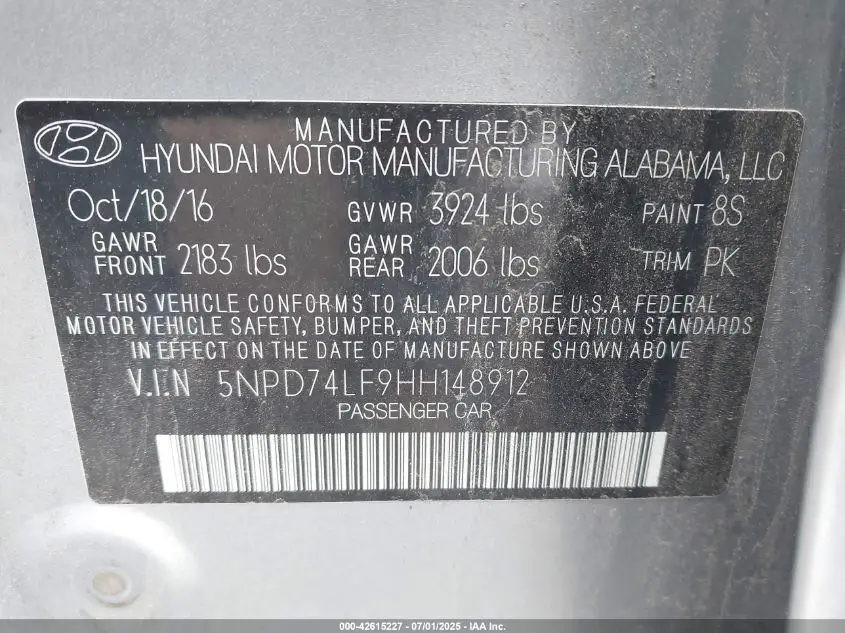 MANUFACTURED BY
HYUNDAI MOTOR MANUFACTURING ALABAMA, LLC
Oct/18/16 GVWR 3924 lbs PAINT 8S
GAWR FRONT 2183 lbs GAWR REAR 2006 lbs TRIM PK
THIS VEHICLE CONFORMS TO ALL APPLICABLE U.S.A. FEDERAL
MOTOR VEHICLE SAFETY, BUMPER, AND THEFT PREVENTION STANDARDS
IN EFFECT ON THE DATE OF MANUFACTURE SHOWN ABOVE
V.I.N 5NPD74LF9HH148912
PASSENGER CAR
000-42615227 - 07/01/2025 - IAA Inc.